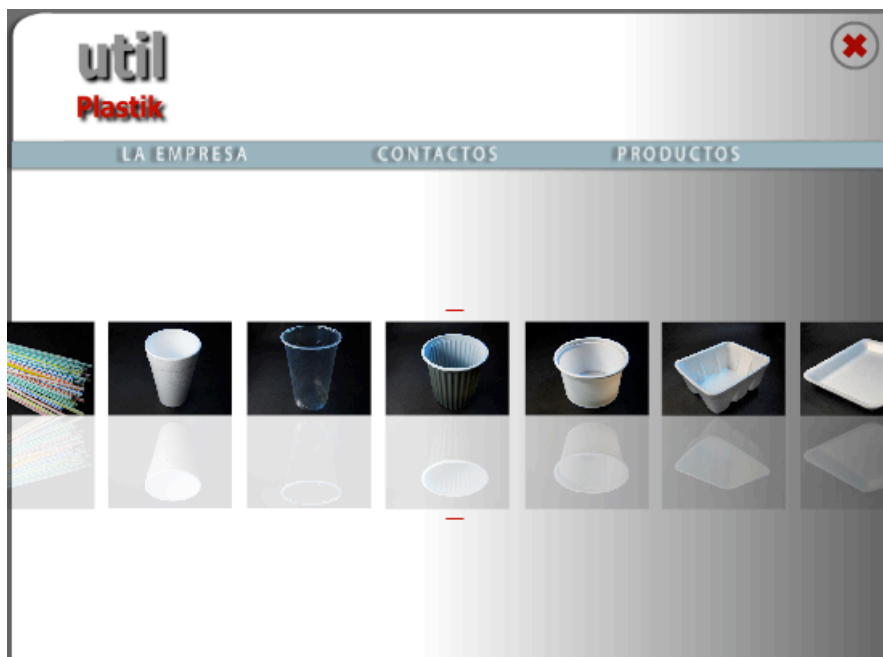 util
Plastik
LA EMPRESA
CONTACTOS
PRODUCTOS